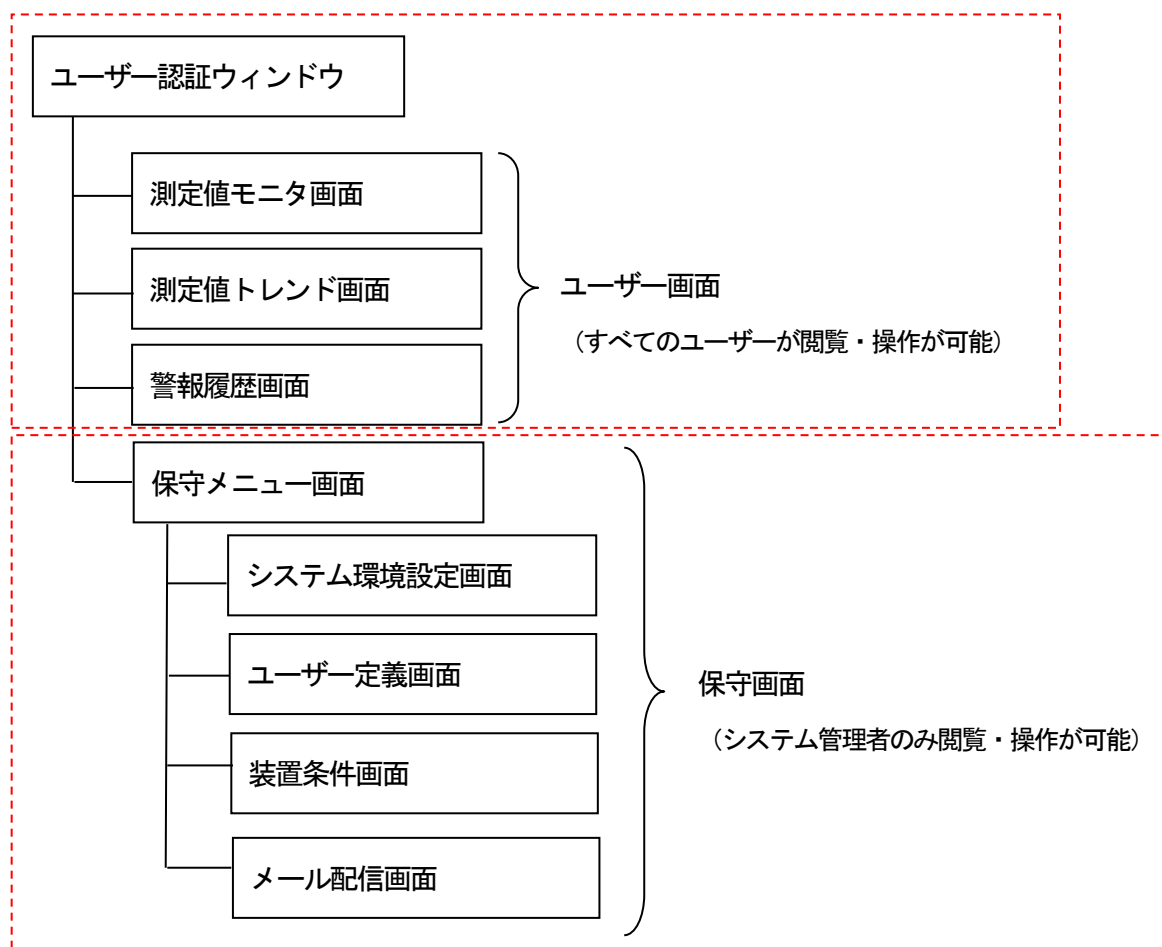 ユーザー認証ウィンドウ
測定値モニタ画面
測定値トレンド画面
ユーザー画面
（すべてのユーザーが閲覧・操作が可能）
警報履歴画面
保守メニュー画面
システム環境設定画面
ユーザー定義画面
保守画面
（システム管理者のみ閲覧・操作が可能）
装置条件画面
メール配信画面